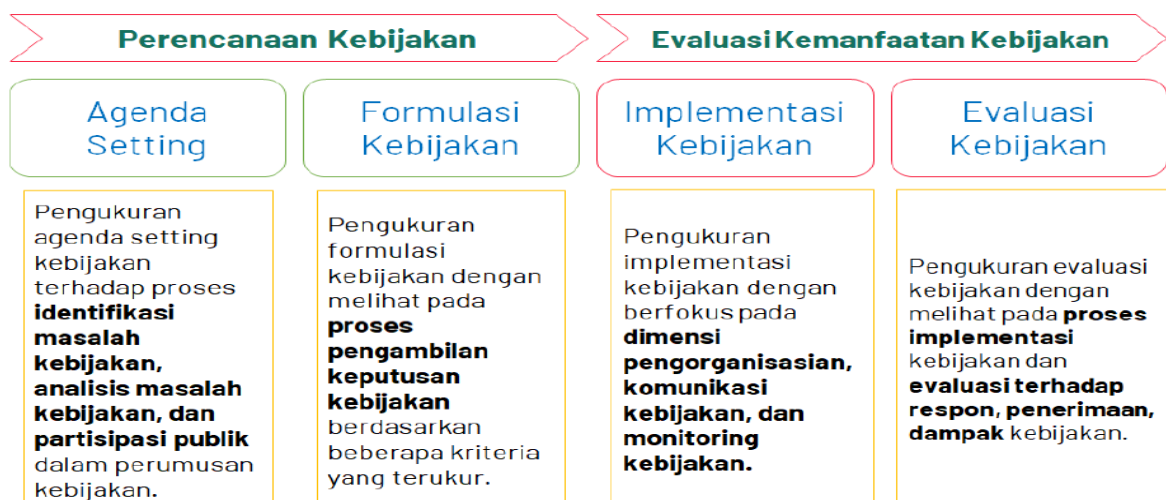 Perencanaan Kebijakan
Evaluasi Kemanfaatan Kebijakan
Agenda
Setting
Formulasi
Kebijakan
Implementasi
Kebijakan
Evaluasi
Kebijakan
Pengukuran
agenda setting
kebijakan
terhadap proses
identifikasi
masalah
kebijakan,
analisis masalah
kebijakan, dan
partisipasi publik
dalam perumusan
kebijakan.
Pengukuran
formulasi
kebijakan dengan
melihat pada
proses
pengambilan
keputusan
kebijakan
berdasarkan
beberapa kriteria
yang terukur.
Pengukuran
implementasi
kebijakan dengan
berfokus pada
dimensi
pengorganisasian,
komunikasi
kebijakan, dan
monitoring
kebijakan.
Pengukuran evaluasi
kebijakan dengan
melihat pada proses
implementasi
kebijakan dan
evaluasi terhadap
respon, penerimaan,
dampak kebijakan.